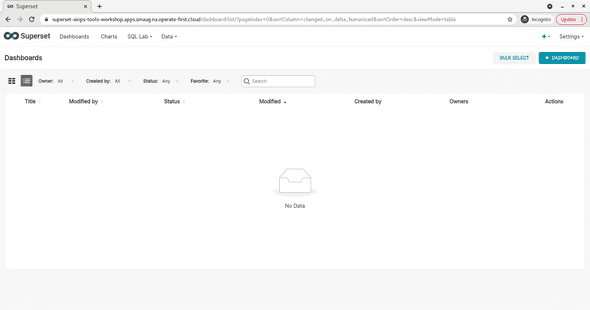 Superset
superset-aiops-tools-workshop.apps.smaug.na.operate-first.cloud/dashboard/list/?pageIndex=0&sortColumn=changed_on_delta_humanized&sortOrder=desc&viewMode=table
Incognito
Update
Superset
Dashboards
Charts
SQL Lab
Data
+
Settings
Dashboards
BULK SELECT
+ DASHBOARD
Owner: All
Created by: All
Status: Any
Favorite: Any
Search
Title
Modified by
Status
Modified
Created by
Owners
Actions
No Data